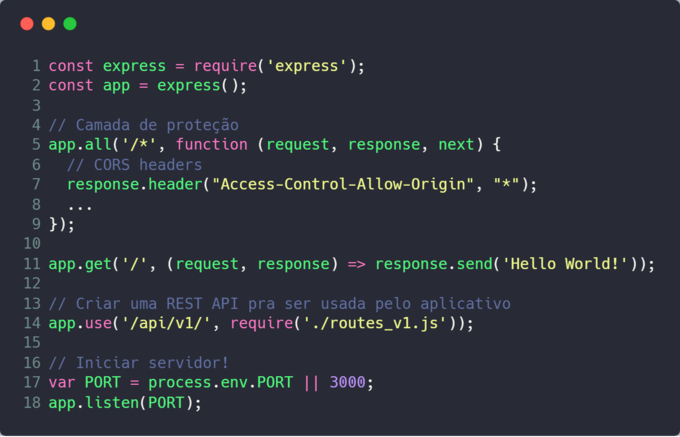 1 const express = require('express');
2 const app = express();
3
4 // Camada de proteção
5 app.all('/*', function (request, response, next) {
6   // CORS headers
7   response.header("Access-Control-Allow-Origin", "*");
8   ...
9 });
10
11 app.get('/', (request, response) => response.send('Hello World!'));
12
13 // Criar uma REST API pra ser usada pelo aplicativo
14 app.use('/api/v1/', require('./routes_v1.js'));
15
16 // Iniciar servidor!
17 var PORT = process.env.PORT || 3000;
18 app.listen(PORT);